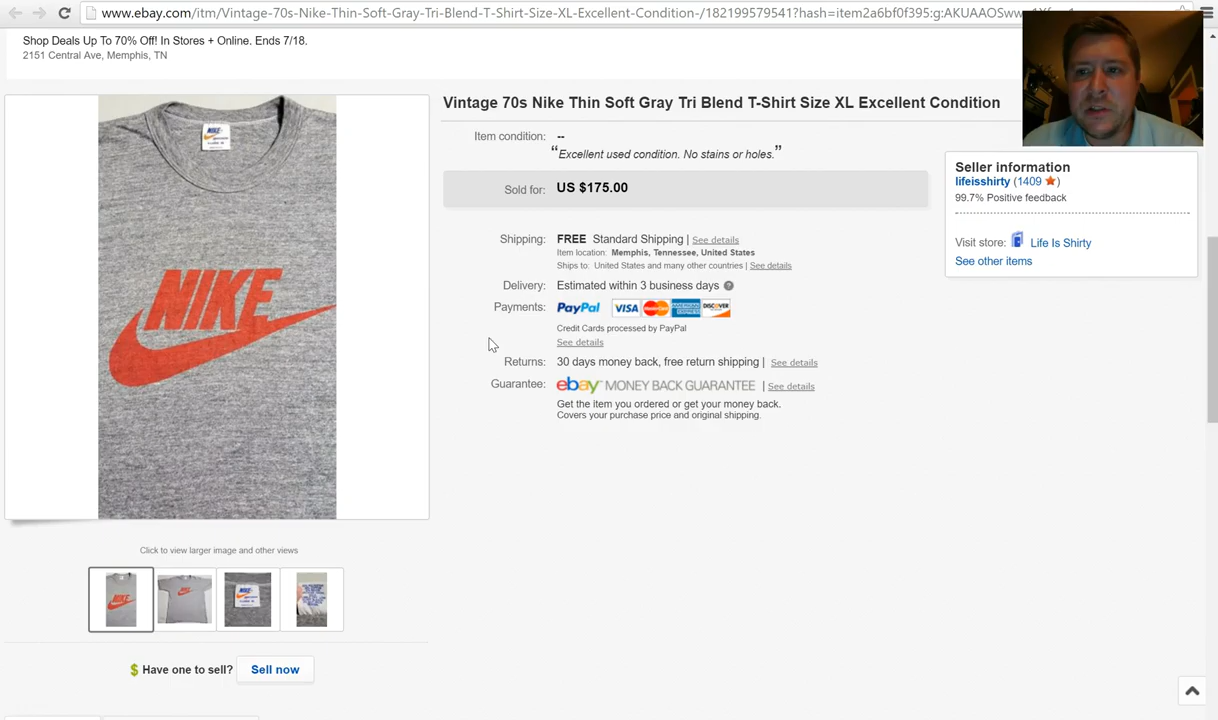 www.ebay.com/itm/Vintage-70s-Nike-Thin-Soft-Gray-Tri-Blend-T-Shirt-Size-XL-Excellent-Condition-/182199579541?hash=item2a6bf0f395:g:AKUAAOSww
Shop Deals Up To 70% Off! In Stores + Online. Ends 7/18.
2151 Central Ave, Memphis, TN
Vintage 70s Nike Thin Soft Gray Tri Blend T-Shirt Size XL Excellent Condition
Item condition: --
“Excellent used condition. No stains or holes.”
Sold for: US $175.00
Shipping: FREE Standard Shipping | See details
Item location: Memphis, Tennessee, United States
Ships to: United States and many other countries | See details
Delivery: Estimated within 3 business days ?
Payments: PayPal VISA MasterCard AMERICAN EXPRESS DISCOVER
Credit Cards processed by PayPal
See details
Returns: 30 days money back, free return shipping | See details
Guarantee: ebay MONEY BACK GUARANTEE | See details
Get the item you ordered or get your money back.
Covers your purchase price and original shipping.
Seller information
lifeisshirty (1409)
99.7% Positive feedback
Visit store: Life Is Shirty
See other items
NIKE
NIKE
Click to view larger image and other views
$ Have one to sell? Sell now